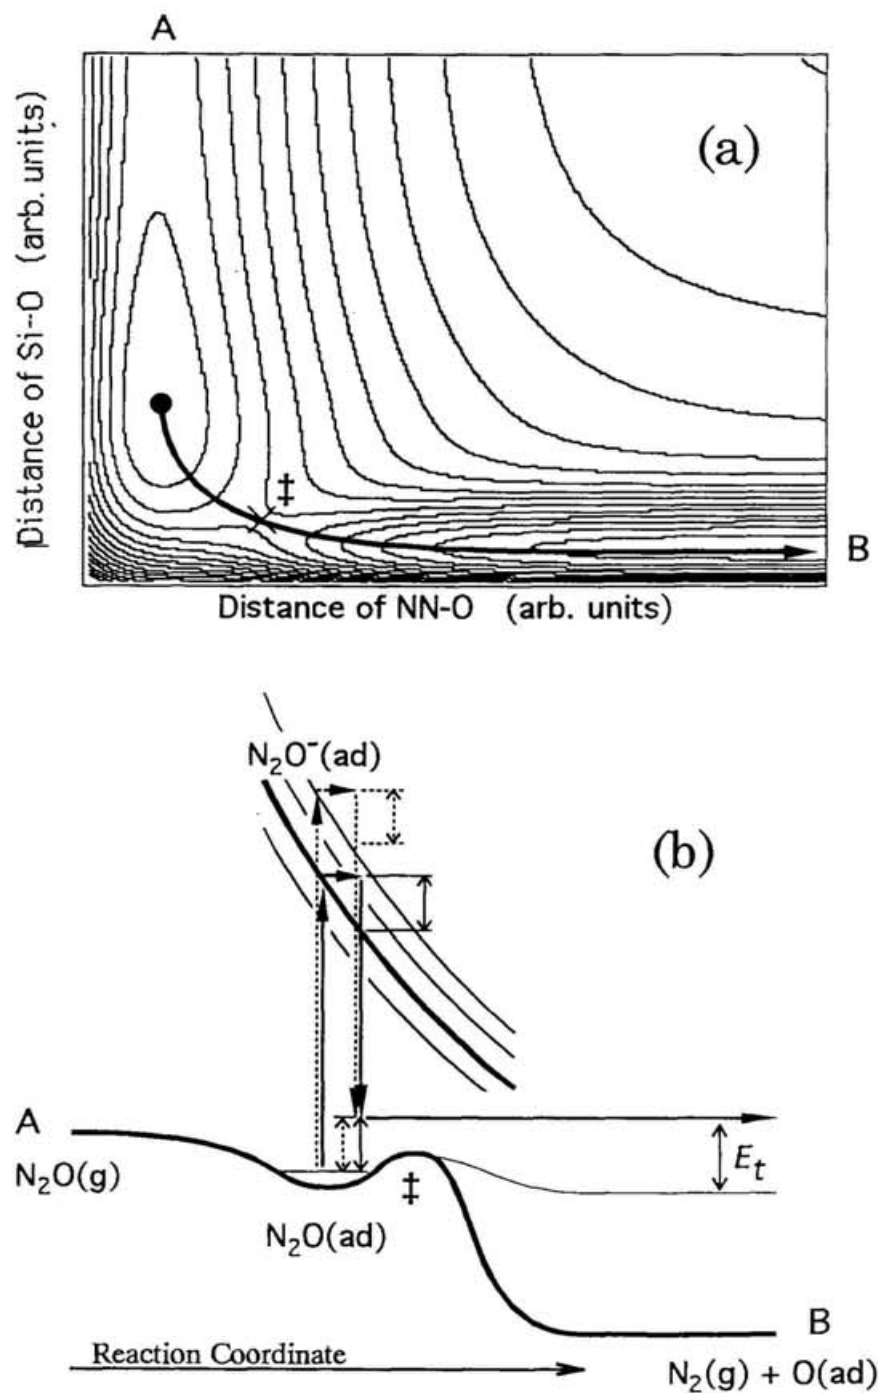 A
(a)
Distance of Si--O (arb. units)
‡
B
Distance of NN-O (arb. units)
N₂O⁻(ad)
(b)
A
N₂O(g)
‡
Eₜ
N₂O(ad)
B
Reaction Coordinate
N₂(g) + O(ad)